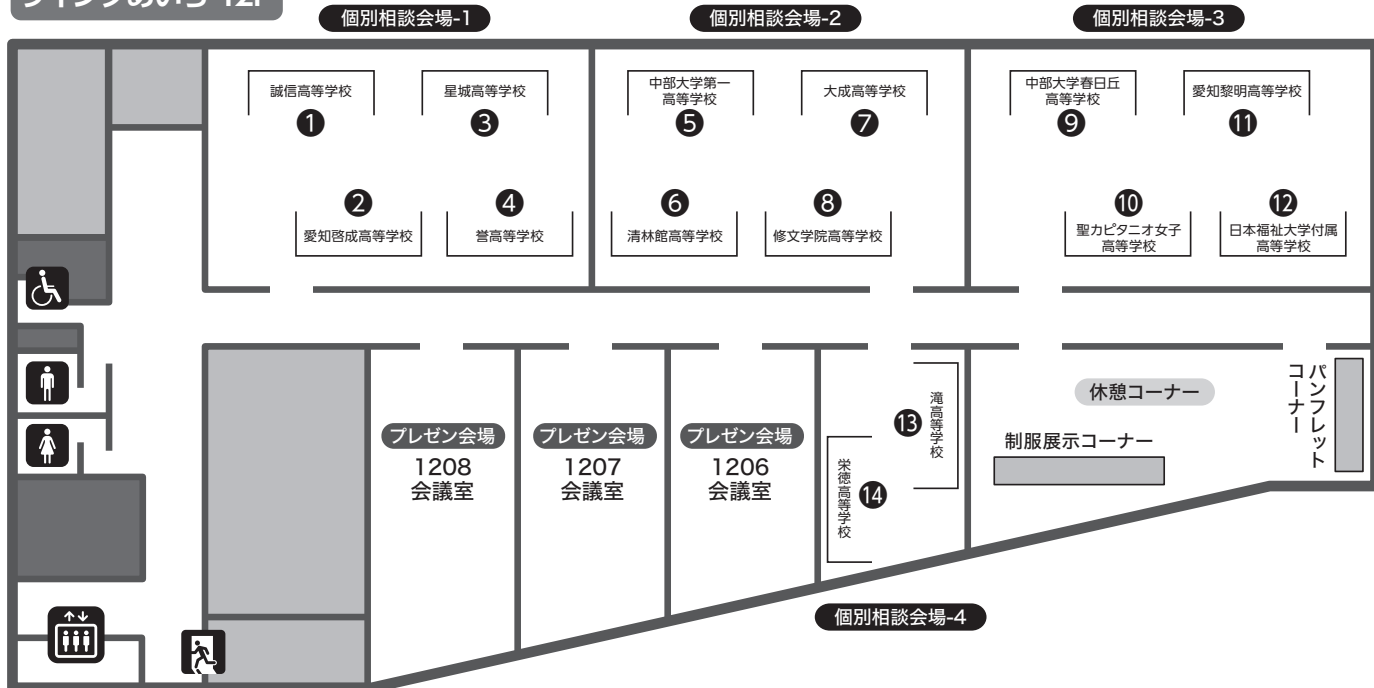 ウインクあいち 12F
個別相談会場-1
個別相談会場-2
個別相談会場-3
誠信高等学校
❶
星城高等学校
❸
中部大学第一
高等学校
❺
大成高等学校
❼
中部大学春日丘
高等学校
❾
愛知黎明高等学校
⓫
❷
愛知啓成高等学校
❹
誉高等学校
❻
清林館高等学校
❽
修文学院高等学校
❿
聖カピタニオ女子
高等学校
⓬
日本福祉大学付属
高等学校
プレゼン会場
1208
会議室
プレゼン会場
1207
会議室
プレゼン会場
1206
会議室
⓭
滝高等学校
栄徳高等学校
⓮
休憩コーナー
制服展示コーナー
パンフレット
コーナー
個別相談会場-4